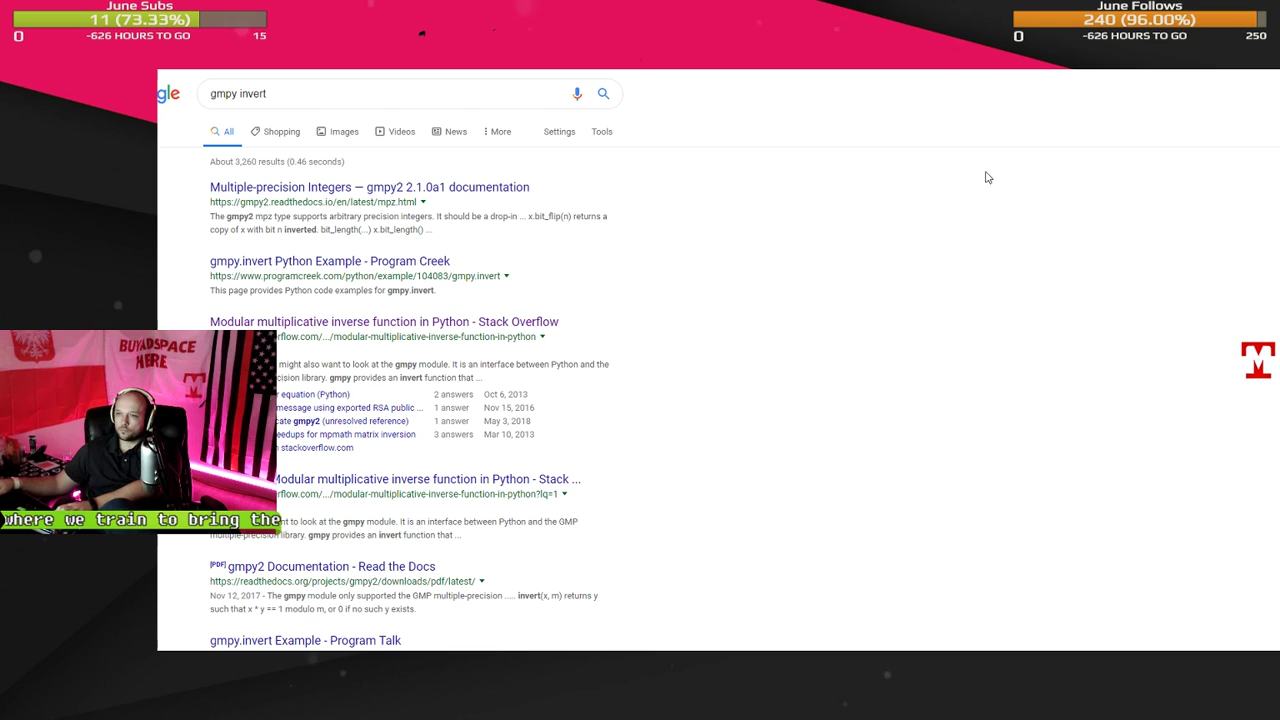 June Subs
11 (73.33%)
0 -626 HOURS TO GO 15
June Follows
240 (96.00%)
0 -626 HOURS TO GO 250
gle gmpy invert
All Shopping Images Videos News More Settings Tools
About 3,260 results (0.46 seconds)
Multiple-precision Integers — gmpy2 2.1.0a1 documentation
https://gmpy2.readthedocs.io/en/latest/mpz.html
The gmpy2 mpz type supports arbitrary precision integers. It should be a drop-in ... x.bit_flip(n) returns a
copy of x with bit n inverted. bit_length(...) x.bit_length() ...
gmpy.invert Python Example - Program Creek
https://www.programcreek.com/python/example/104083/gmpy.invert
This page provides Python code examples for gmpy.invert.
Modular multiplicative inverse function in Python - Stack Overflow
flow.com/.../modular-multiplicative-inverse-function-in-python
might also want to look at the gmpy module. It is an interface between Python and the
cision library. gmpy provides an invert function that ...
equation (Python) 2 answers Oct 6, 2013
message using exported RSA public ... 1 answer Nov 15, 2016
cate gmpy2 (unresolved reference) 1 answer May 3, 2018
eedups for mpmath matrix inversion 3 answers Mar 10, 2013
stackoverflow.com
Modular multiplicative inverse function in Python - Stack ...
rflow.com/.../modular-multiplicative-inverse-function-in-python?lq=1
nt to look at the gmpy module. It is an interface between Python and the GMP
multiple-precision library. gmpy provides an invert function that ...
[PDF] gmpy2 Documentation - Read the Docs
https://readthedocs.org/projects/gmpy2/downloads/pdf/latest/
Nov 12, 2017 - The gmpy module only supported the GMP multiple-precision ..... invert(x, m) returns y
such that x * y == 1 modulo m, or 0 if no such y exists.
gmpy.invert Example - Program Talk
BUY ADSPACE
HERE
where we train to bring the
M